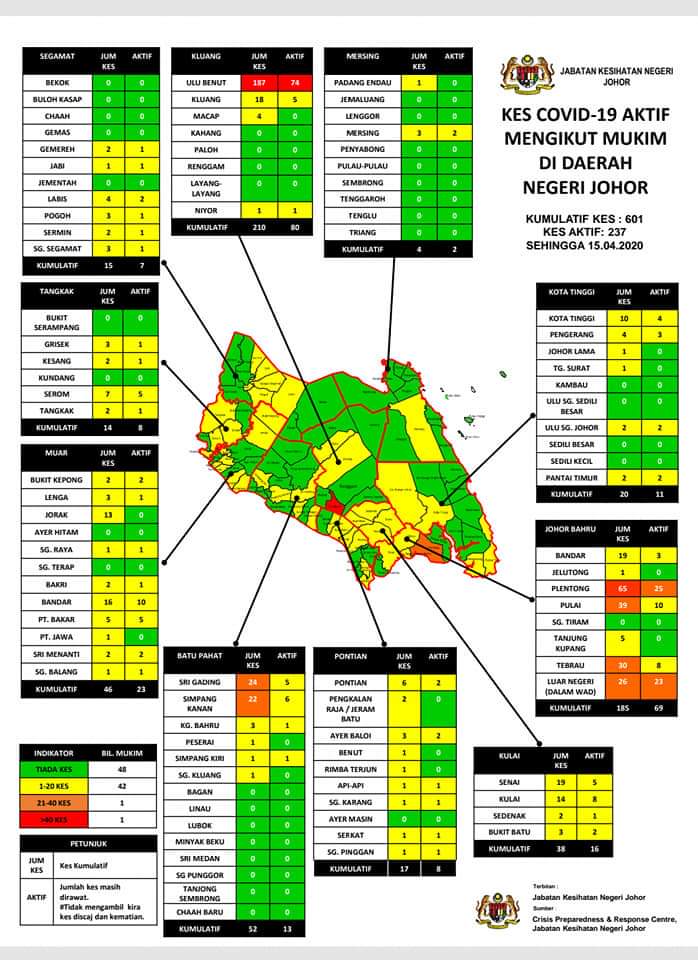 JABATAN KESIHATAN NEGERI
JOHOR
KES COVID-19 AKTIF
MENGIKUT MUKIM
DI DAERAH
NEGERI JOHOR
KUMULATIF KES : 601
KES AKTIF: 237
SEHINGGA 15.04.2020
SEGAMAT JUM KES AKTIF
BEKOK 0 0
BULOH KASAP 0 0
CHAAH 0 0
GEMAS 0 0
GEMEREH 2 1
JABI 1 1
JEMENTAH 0 0
LABIS 4 2
POGOH 3 1
SERMIN 2 1
SG. SEGAMAT 3 1
KUMULATIF 15 7
KLUANG JUM KES AKTIF
ULU BENUT 187 74
KLUANG 18 5
MACAP 4 0
KAHANG 0 0
PALOH 0 0
RENGGAM 0 0
LAYANG-LAYANG 0 0
NIYOR 1 1
KUMULATIF 210 80
MERSING JUM KES AKTIF
PADANG ENDAU 1 0
JEMALUANG 0 0
LENGGOR 0 0
MERSING 3 2
PENYABONG 0 0
PULAU-PULAU 0 0
SEMBRONG 0 0
TENGGAROH 0 0
TENGLU 0 0
TRIANG 0 0
KUMULATIF 4 2
TANGKAK JUM KES AKTIF
BUKIT SERAMPANG 0 0
GRISEK 3 1
KESANG 2 1
KUNDANG 0 0
SEROM 7 5
TANGKAK 2 1
KUMULATIF 14 8
KOTA TINGGI JUM KES AKTIF
KOTA TINGGI 10 4
PENGERANG 4 3
JOHOR LAMA 1 0
TG. SURAT 1 0
KAMBAU 0 0
ULU SG. SEDILI BESAR 0 0
ULU SG. JOHOR 2 2
SEDILI BESAR 0 0
SEDILI KECIL 0 0
PANTAI TIMUR 2 2
KUMULATIF 20 11
MUAR JUM KES AKTIF
BUKIT KEPONG 2 2
LENGA 3 1
JORAK 13 0
AYER HITAM 0 0
SG. RAYA 1 1
SG. TERAP 0 0
BAKRI 2 1
BANDAR 16 10
PT. BAKAR 5 5
PT. JAWA 1 0
SRI MENANTI 2 2
SG. BALANG 1 1
KUMULATIF 46 23
JOHOR BAHRU JUM KES AKTIF
BANDAR 19 3
JELUTONG 1 0
PLENTONG 65 25
PULAI 39 10
SG. TIRAM 0 0
TANJUNG KUPANG 5 0
TEBRAU 30 8
LUAR NEGERI (DALAM WAD) 26 23
KUMULATIF 185 69
BATU PAHAT JUM KES AKTIF
SRI GADING 24 5
SIMPANG KANAN 22 6
KG. BAHRU 3 1
PESERAI 1 0
SIMPANG KIRI 1 1
SG. KLUANG 1 0
BAGAN 0 0
LINAU 0 0
LUBOK 0 0
MINYAK BEKU 0 0
SRI MEDAN 0 0
SG PUNGGOR 0 0
TANJONG SEMBRONG 0 0
CHAAH BARU 0 0
KUMULATIF 52 13
PONTIAN JUM KES AKTIF
PONTIAN 6 2
PENGKALAN RAJA / JERAM BATU 2 0
AYER BALOI 3 2
BENUT 1 0
RIMBA TERJUN 1 0
API-API 1 1
SG. KARANG 1 1
AYER MASIN 0 0
SERKAT 1 1
SG. PINGGAN 1 1
KUMULATIF 17 8
KULAI JUM KES AKTIF
SENAI 19 5
KULAI 14 8
SEDENAK 2 1
BUKIT BATU 3 2
KUMULATIF 38 16
INDIKATOR BIL. MUKIM
TIADA KES 48
1-20 KES 42
21-40 KES 1
>40 KES 1
PETUNJUK
JUM KES Kes Kumulatif
AKTIF Jumlah kes masih dirawat.
#Tidak mengambil kira
kes discaj dan kematian.
Terbitan :
Jabatan Kesihatan Negeri Johor
Sumber :
Crisis Preparedness & Response Centre,
Jabatan Kesihatan Negeri Johor